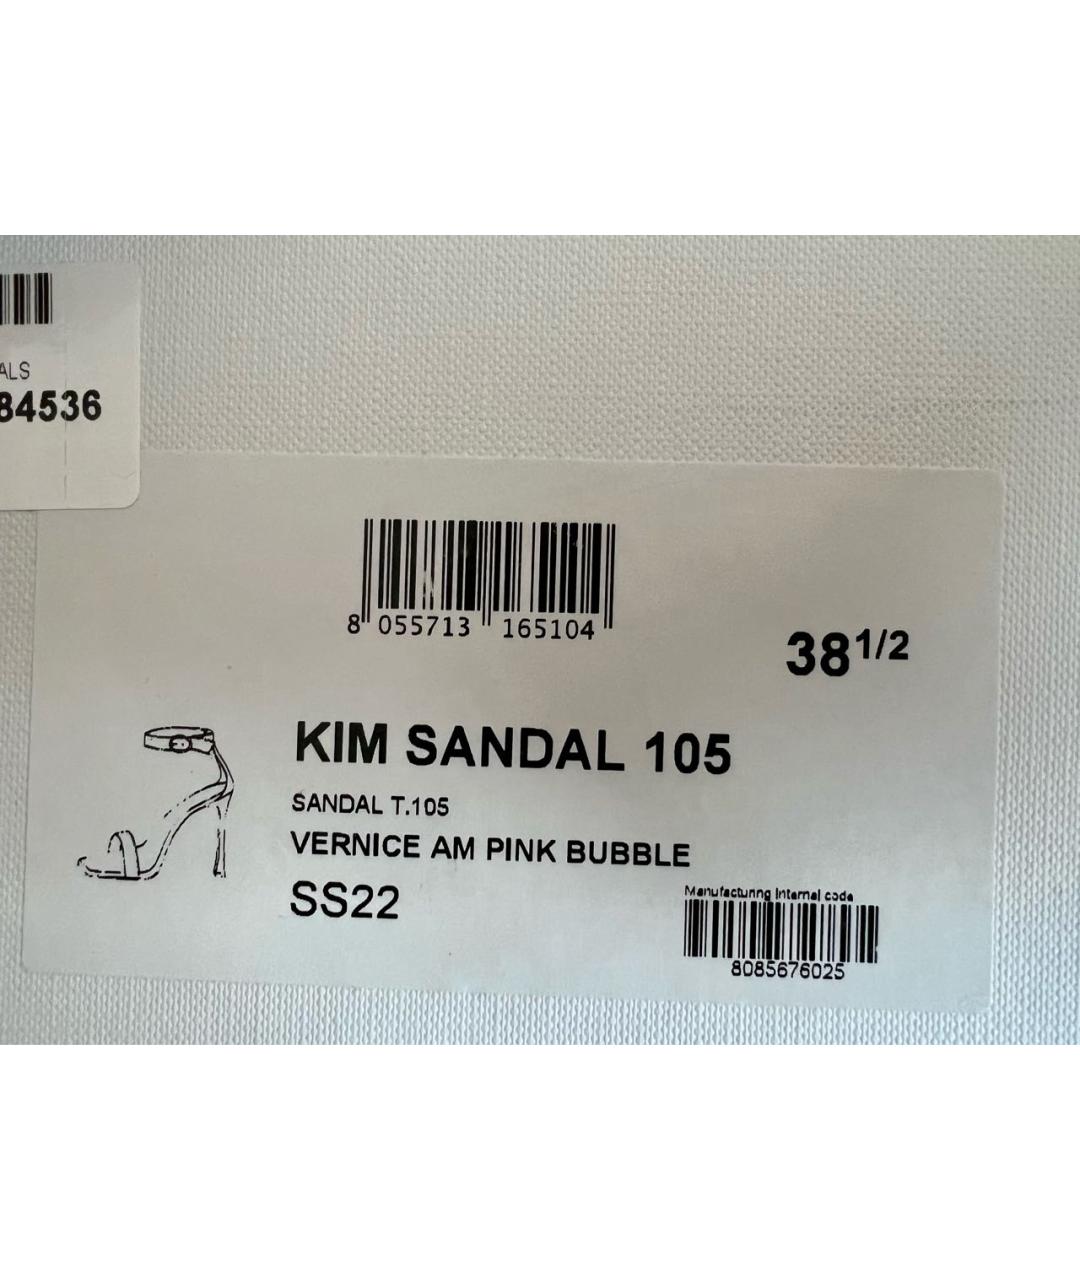 ALS
84536
8 055713 165104
38 1/2
KIM SANDAL 105
SANDAL T.105
VERNICE AM PINK BUBBLE
SS22
Manufacturing Internal code
8085676025